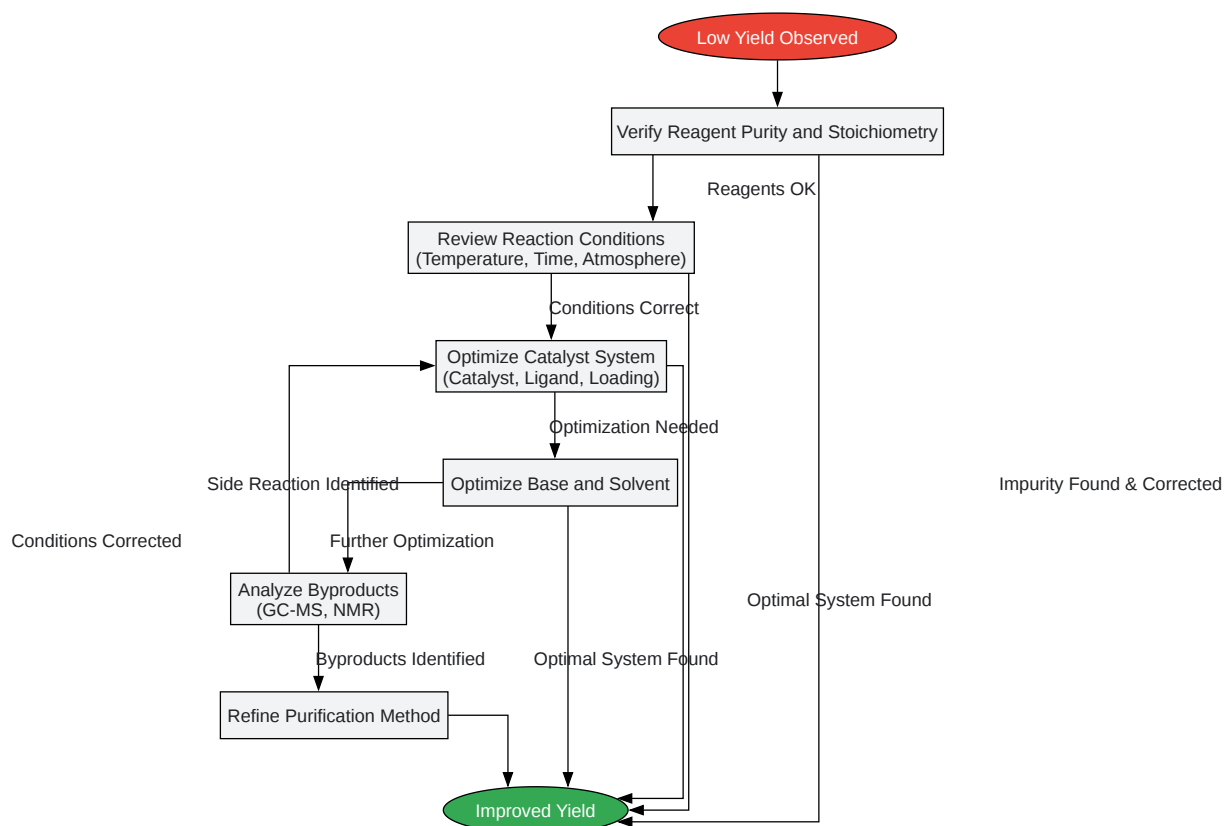 Low Yield Observed
Verify Reagent Purity and Stoichiometry
Reagents OK
Review Reaction Conditions
(Temperature, Time, Atmosphere)
Conditions Correct
Optimize Catalyst System
(Catalyst, Ligand, Loading)
Optimization Needed
Side Reaction Identified
Optimize Base and Solvent
Impurity Found & Corrected
Conditions Corrected
Further Optimization
Analyze Byproducts
(GC-MS, NMR)
Optimal System Found
Byproducts Identified
Optimal System Found
Refine Purification Method
Improved Yield